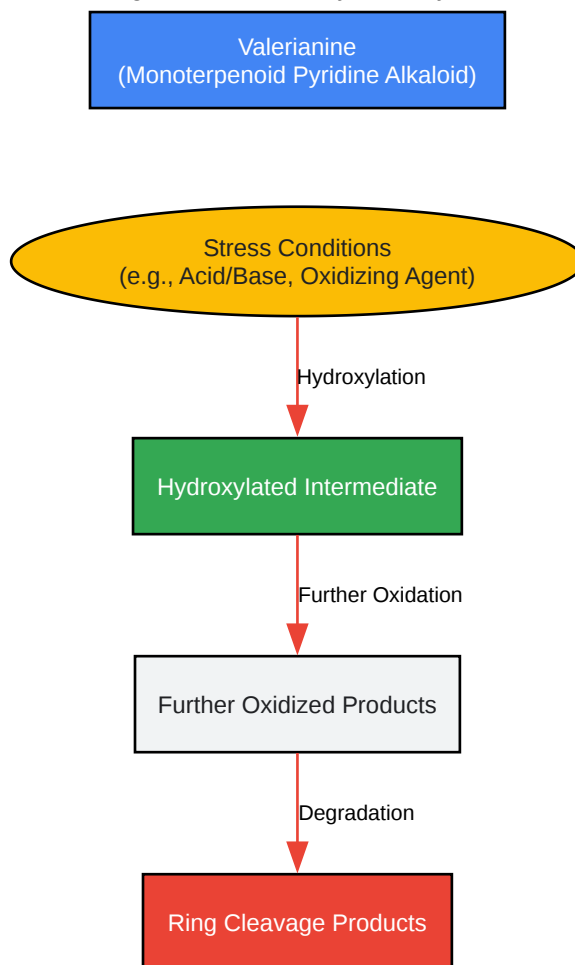 Valerianine
(Monoterpenoid Pyridine Alkaloid)
Stress Conditions
(e.g., Acid/Base, Oxidizing Agent)
Hydroxylation
Hydroxylated Intermediate
Further Oxidation
Further Oxidized Products
Degradation
Ring Cleavage Products